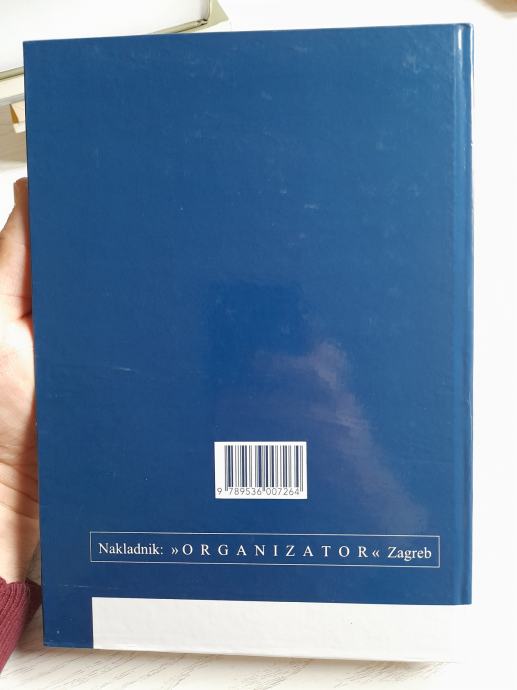 9 789536 007264
Nakladnik: »ORGANIZATOR« Zagreb